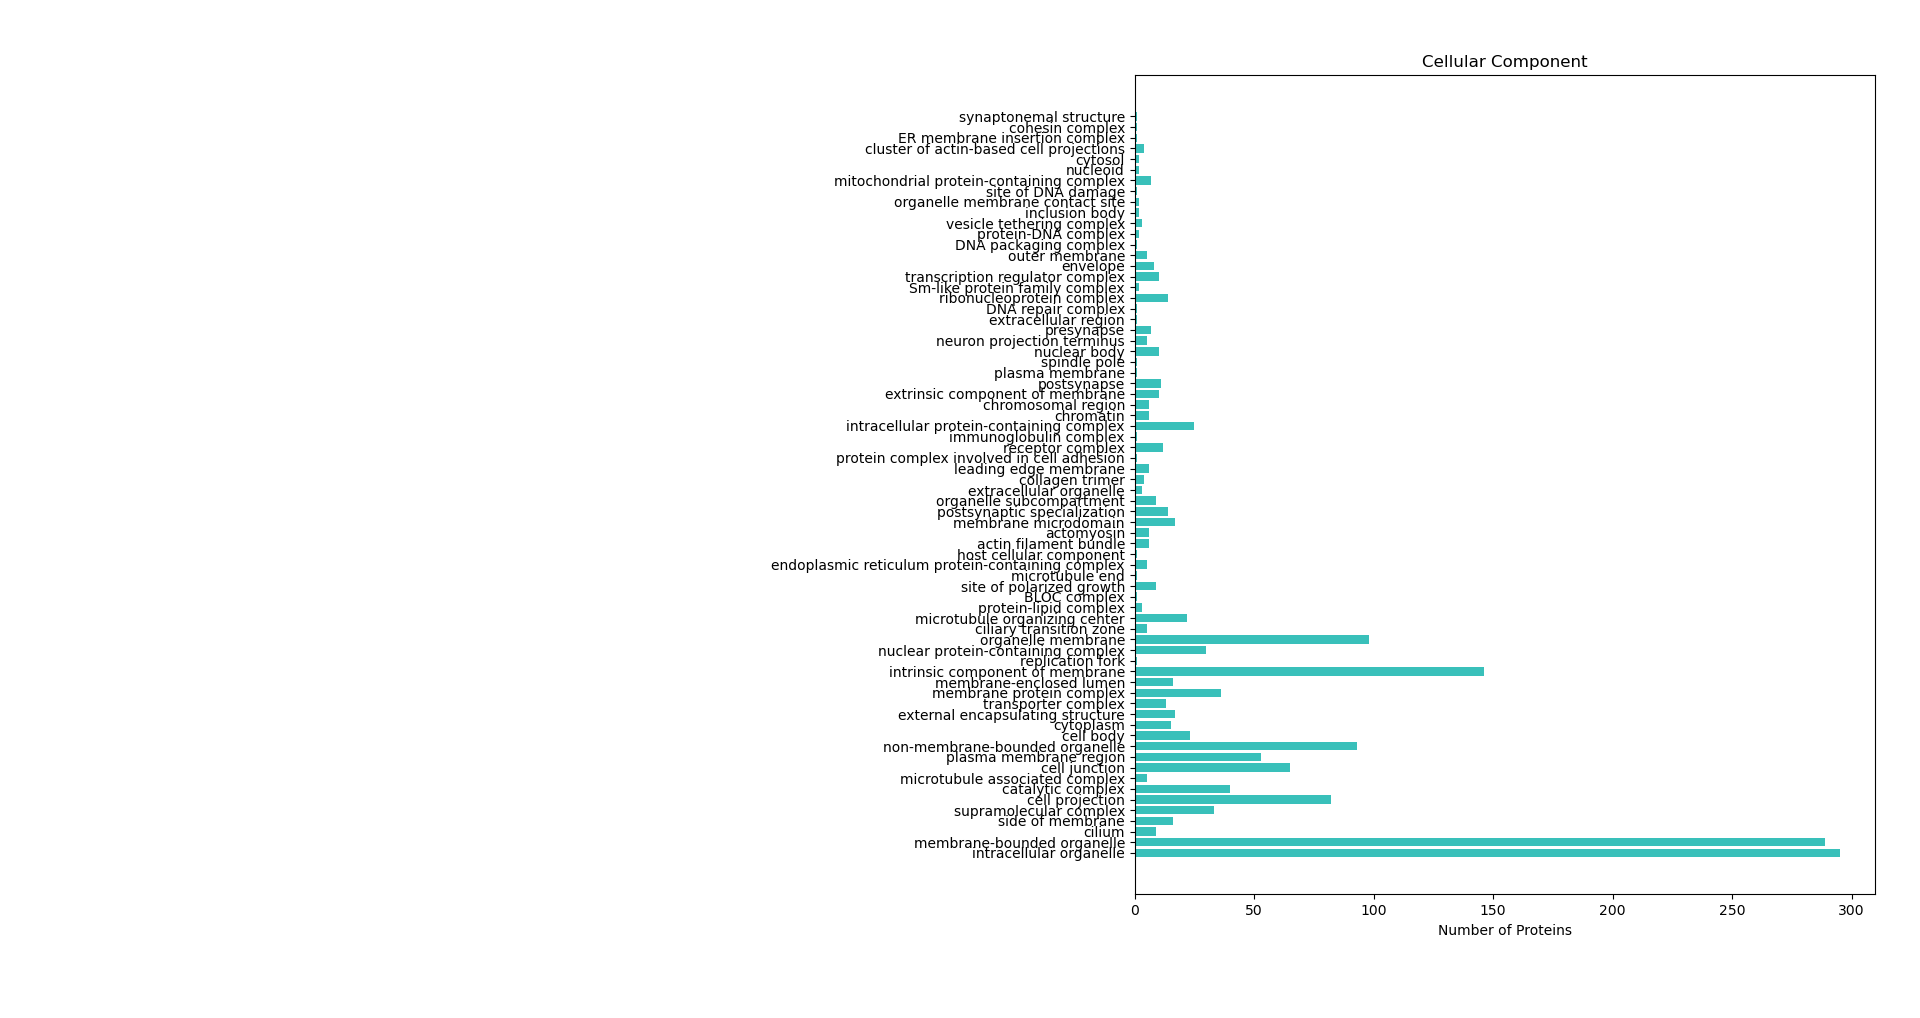 Cellular Component
synaptonemal structure
cohesin complex
ER membrane insertion complex
cluster of actin-based cell projections
cytosol
nucleoid
mitochondrial protein-containing complex
site of DNA damage
organelle membrane contact site
inclusion body
vesicle tethering complex
protein-DNA complex
DNA packaging complex
outer membrane
envelope
transcription regulator complex
Sm-like protein family complex
ribonucleoprotein complex
DNA repair complex
extracellular region
presynapse
neuron projection terminus
nuclear body
spindle pole
plasma membrane
postsynapse
extrinsic component of membrane
chromosomal region
chromatin
intracellular protein-containing complex
immunoglobulin complex
receptor complex
protein complex involved in cell adhesion
leading edge membrane
collagen trimer
extracellular organelle
organelle subcompartment
postsynaptic specialization
membrane microdomain
actomyosin
actin filament bundle
host cellular component
endoplasmic reticulum protein-containing complex
microtubule end
site of polarized growth
BLOC complex
protein-lipid complex
microtubule organizing center
ciliary transition zone
organelle membrane
nuclear protein-containing complex
replication fork
intrinsic component of membrane
membrane-enclosed lumen
membrane protein complex
transporter complex
external encapsulating structure
cytoplasm
cell body
non-membrane-bounded organelle
plasma membrane region
cell junction
microtubule associated complex
catalytic complex
cell projection
supramolecular complex
side of membrane
cilium
membrane-bounded organelle
intracellular organelle
0 50 100 150 200 250 300
Number of Proteins